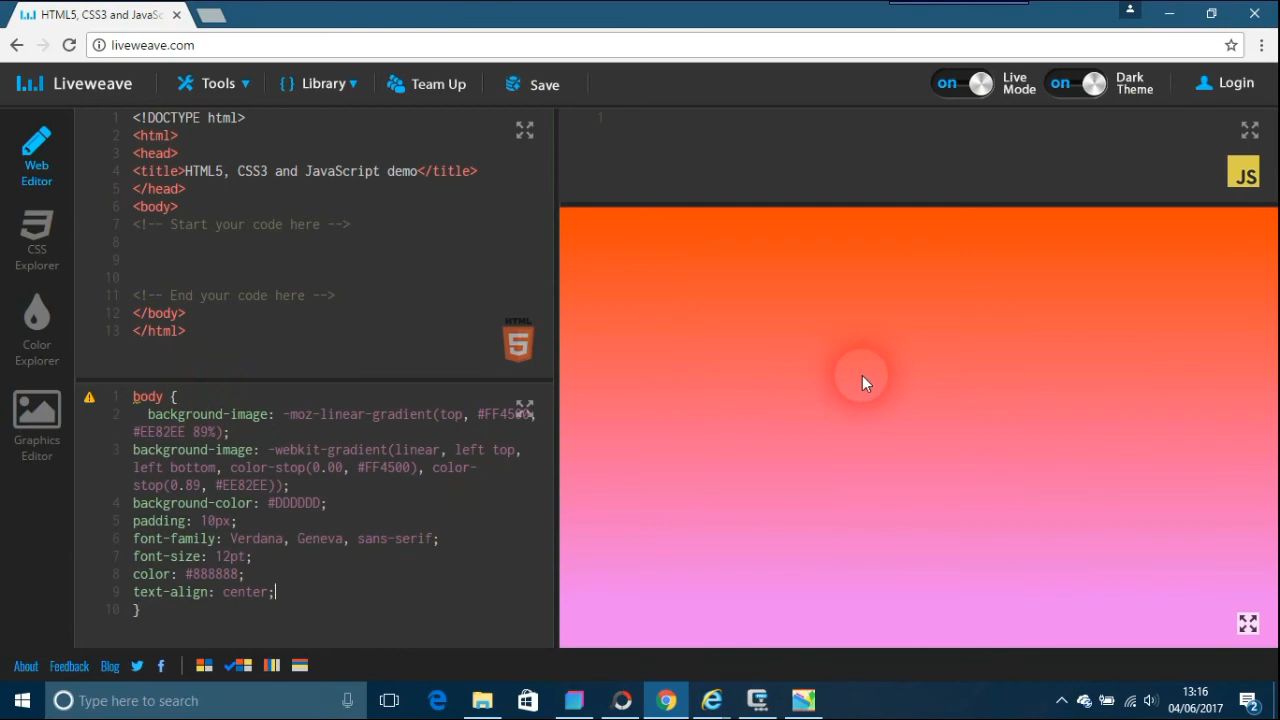 HTML5, CSS3 and JavaSc
liveweave.com
Liveweave Tools { } Library Team Up Save on Live Mode on Dark Theme Login
Web Editor
CSS Explorer
Color Explorer
Graphics Editor
1 <!DOCTYPE html>
2 <html>
3 <head>
4 <title>HTML5, CSS3 and JavaScript demo</title>
5 </head>
6 <body>
7 <!-- Start your code here -->
8
9
10
11 <!-- End your code here -->
12 </body>
13 </html>
HTML
5
1
JS
1 body {
2 background-image: -moz-linear-gradient(top, #FF4500,
#EE82EE 89%);
3 background-image: -webkit-gradient(linear, left top,
left bottom, color-stop(0.00, #FF4500), color-
stop(0.89, #EE82EE));
4 background-color: #DDDDDD;
5 padding: 10px;
6 font-family: Verdana, Geneva, sans-serif;
7 font-size: 12pt;
8 color: #888888;
9 text-align: center;
10 }
About Feedback Blog
Type here to search
13:16
04/06/2017
2